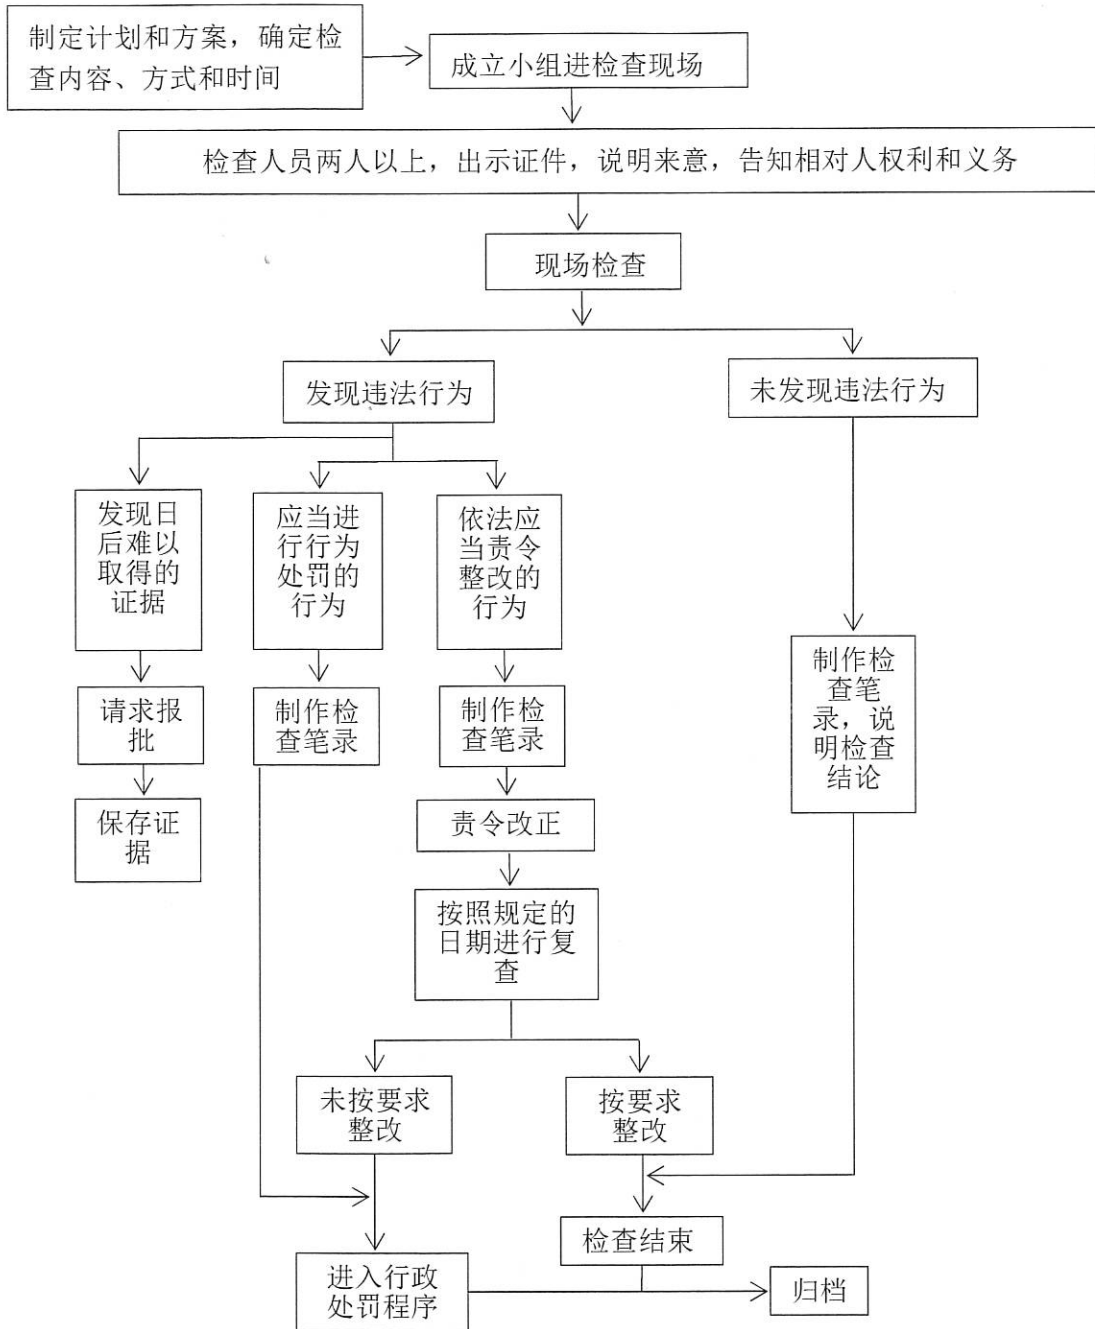 制定计划和方案，确定检
查内容、方式和时间
成立小组进检查现场
检查人员两人以上，出示证件，说明来意，告知相对人权利和义务
现场检查
发现违法行为
未发现违法行为
发现日
后难以
取得的
证据
应当进
行行为
处罚的
行为
依法应
当责令
整改的
行为
请求报
批
制作检
查笔录
制作检
查笔录
制作检
查笔
录，说
明检查
结论
保存证
据
责令改正
按照规定的
日期进行复
查
未按要求
整改
按要求
整改
检查结束
进入行政
处罚程序
归档